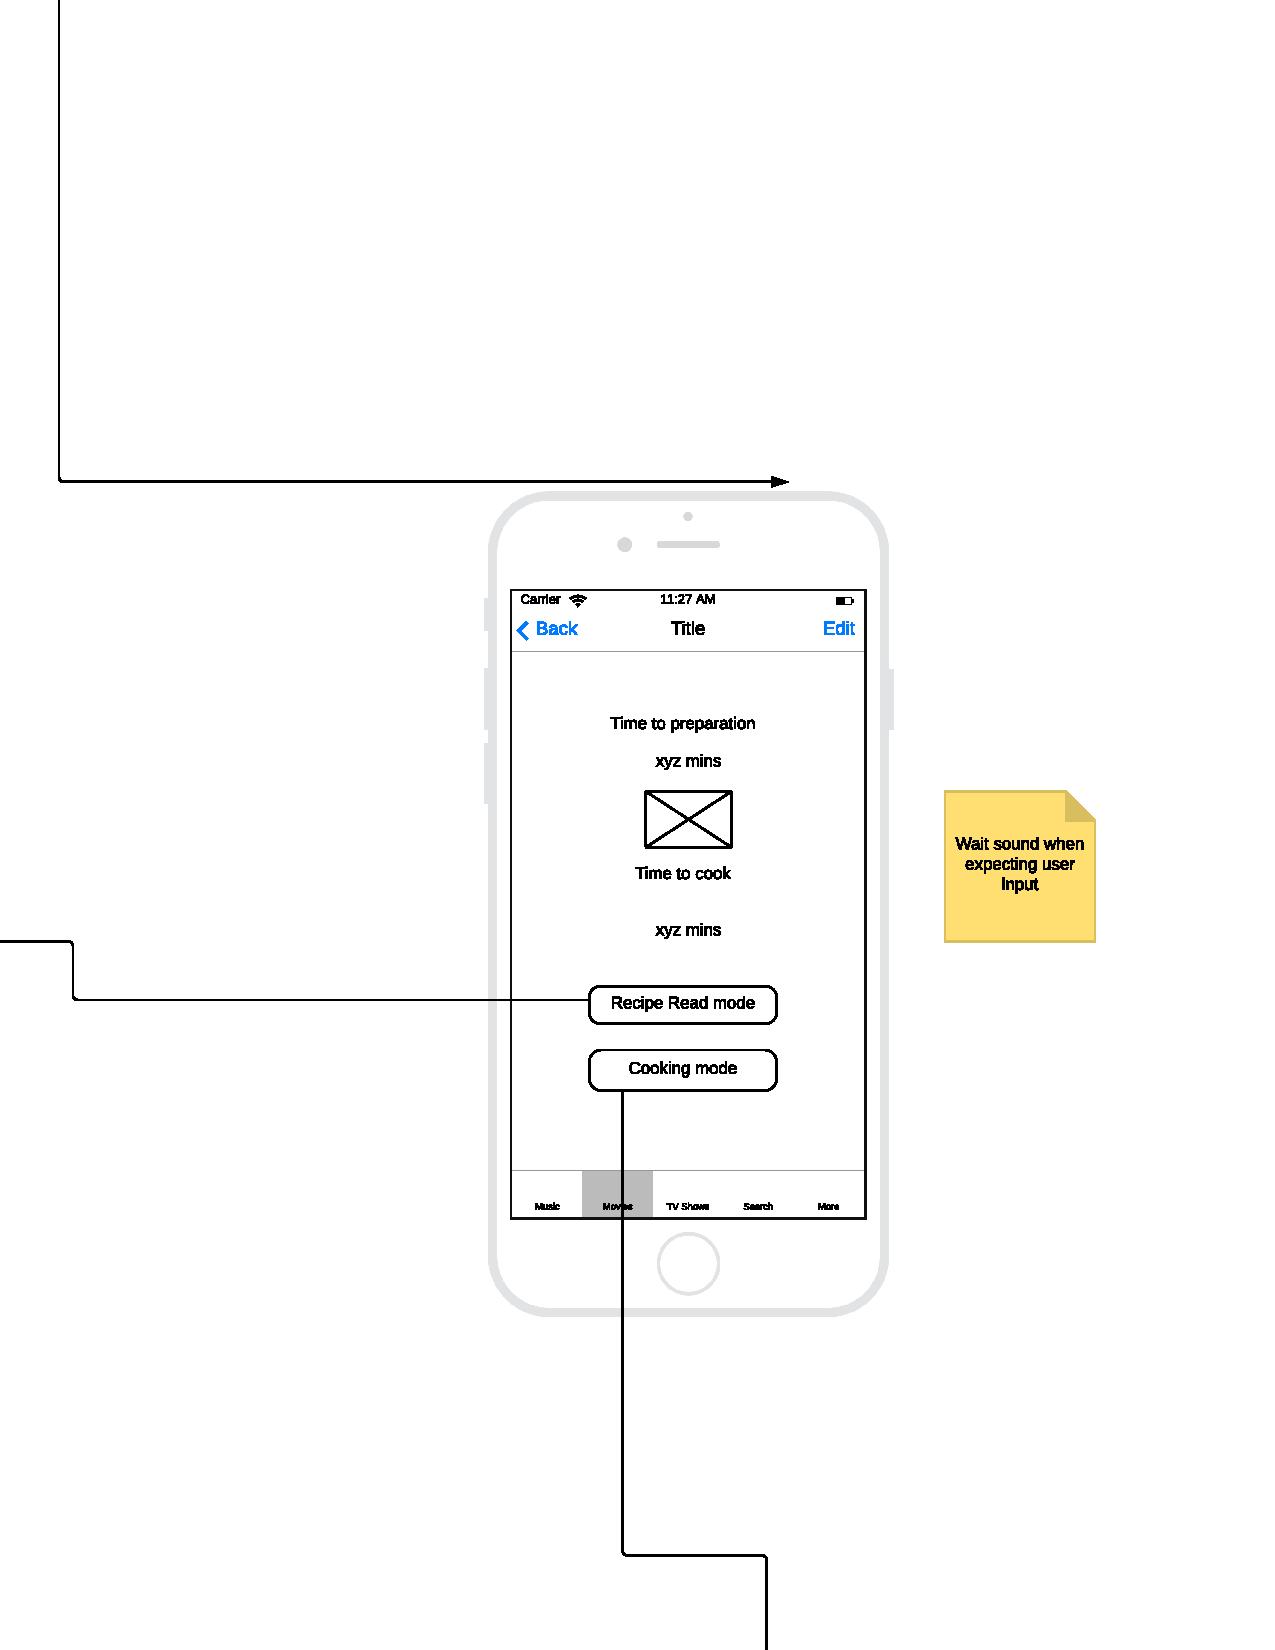 Carrier 11:27 AM
Back Title Edit
Time to preparation
xyz mins
Time to cook
xyz mins
Recipe Read mode
Cooking mode
Music Movies TV Shows Search More
Wait sound when
expecting user
Input